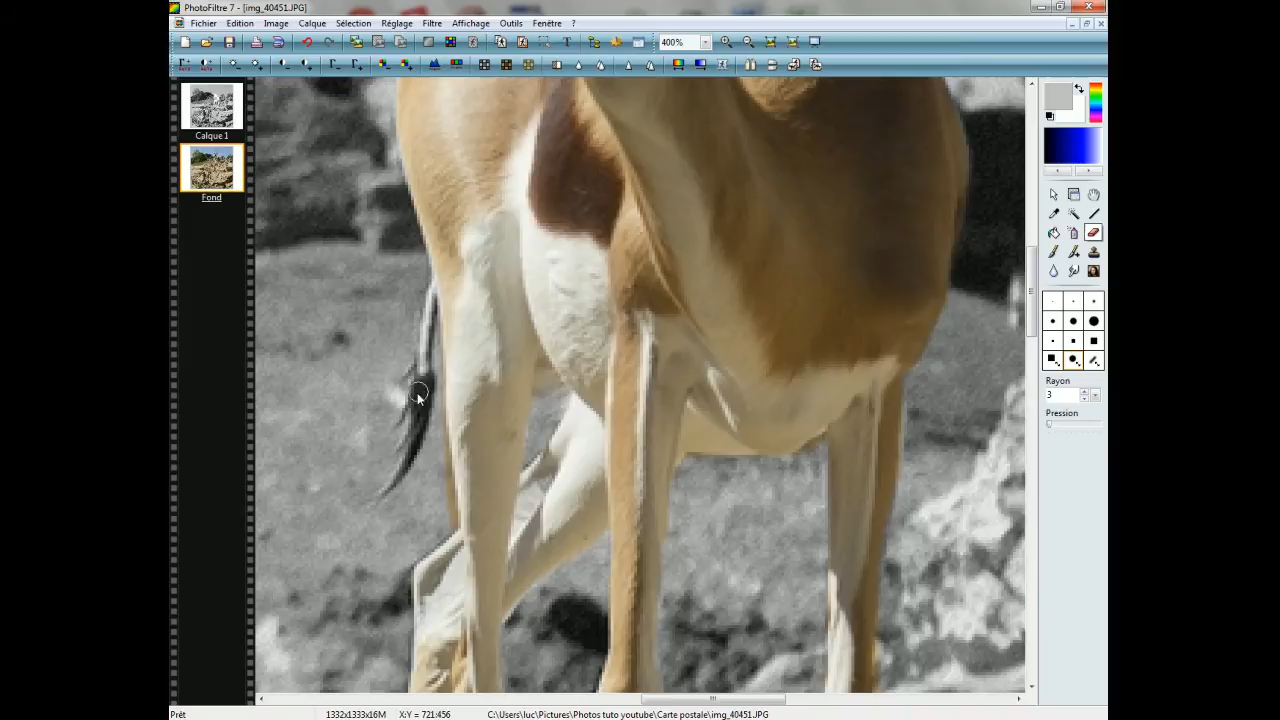 PhotoFiltre 7 - [img_40451.JPG]
Fichier Edition Image Calque Sélection Réglage Filtre Affichage Outils Fenêtre ?
400%
Calque 1
Fond
Rayon
3
Pression
Prêt 1332x1333x16M X:Y = 721:456 C:\Users\luc\Pictures\Photos tuto youtube\Carte postale\img_40451.JPG